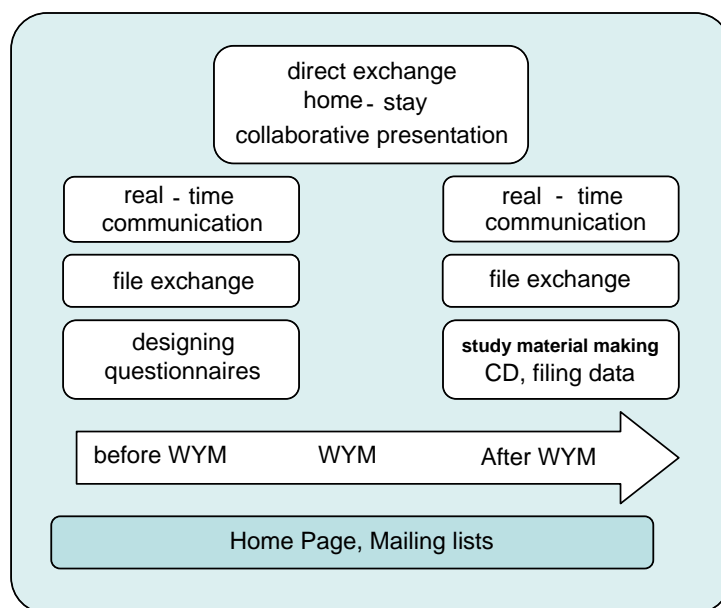 direct exchange
home - stay
collaborative presentation
real - time
communication
file exchange
designing
questionnaires
real - time
communication
file exchange
study material making
CD, filing data
before WYM WYM After WYM
Home Page, Mailing lists